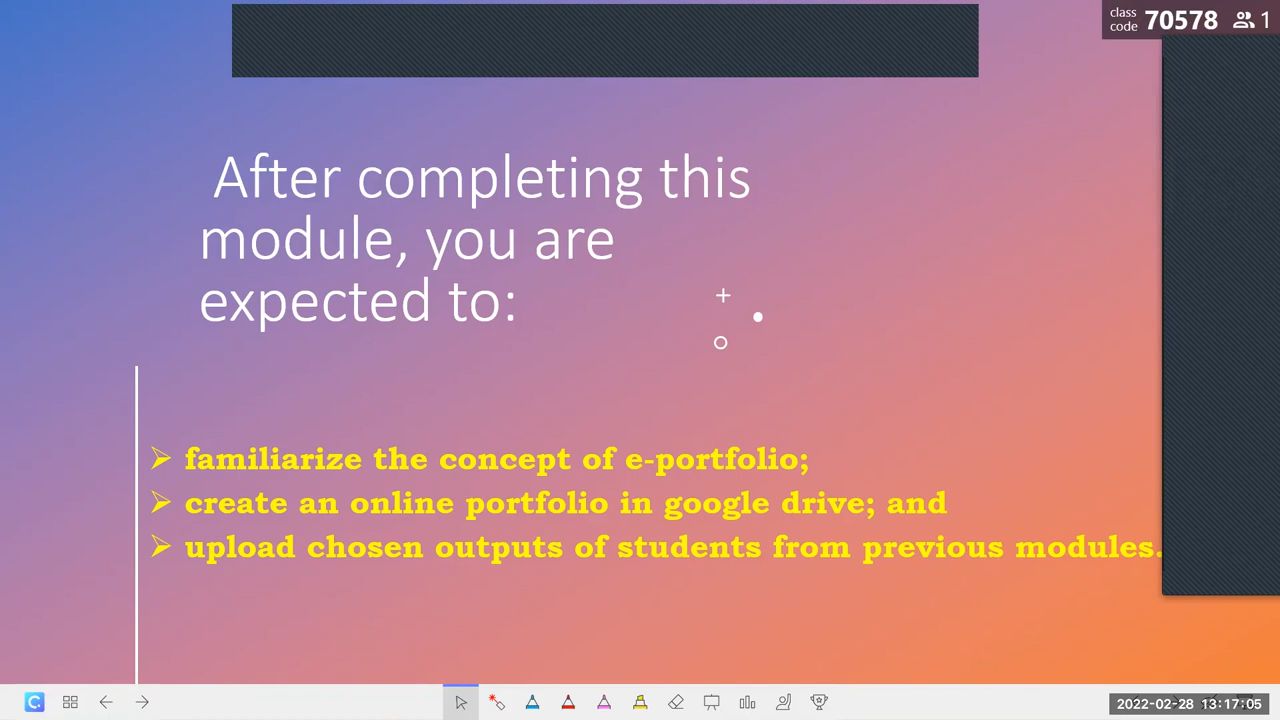 class
code 70578 1
After completing this
module, you are
expected to:
familiarize the concept of e-portfolio;
create an online portfolio in google drive; and
upload chosen outputs of students from previous modules.
2022-02-28 13:17:05